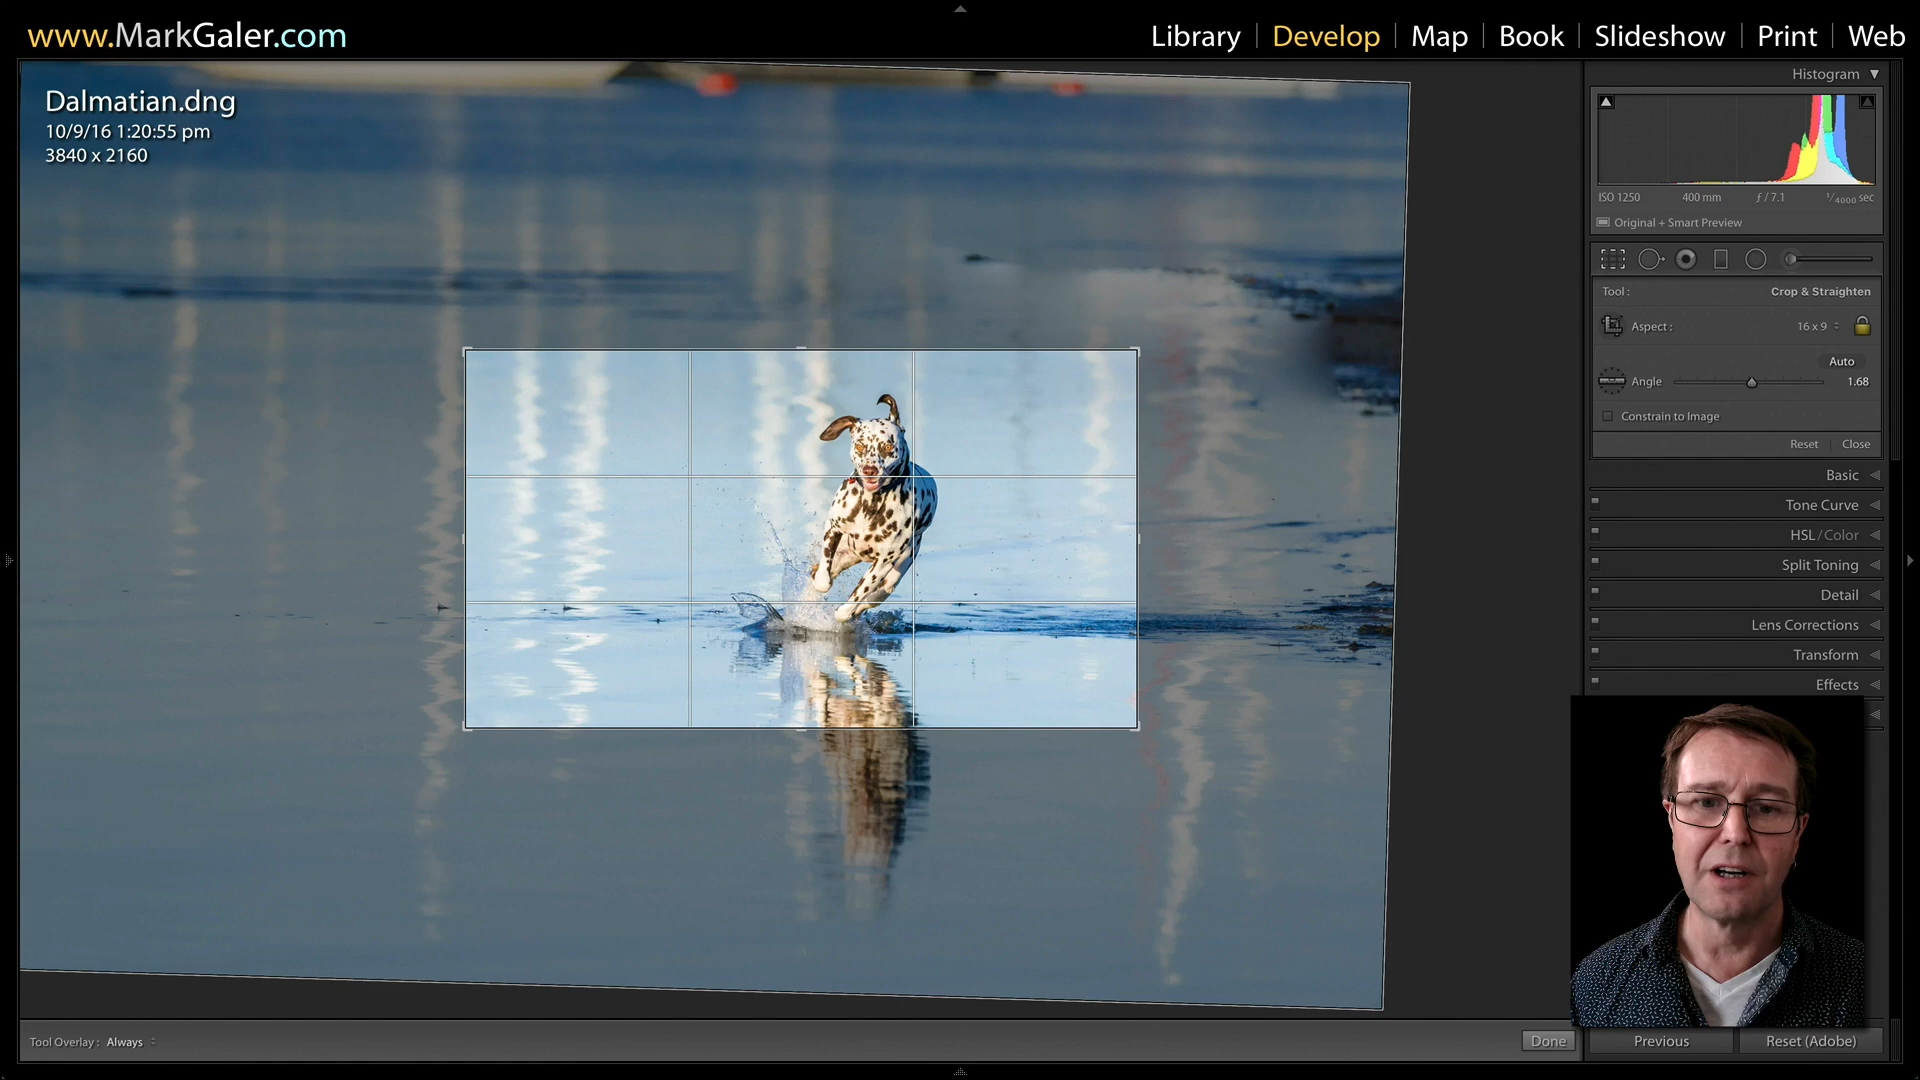 www.MarkGaler.com
Library | Develop | Map | Book | Slideshow | Print | Web
Dalmatian.dng
10/9/16 1:20:55 pm
3840 x 2160
Histogram
ISO 1250 400 mm ƒ / 7.1 1/4000 sec
Original + Smart Preview
Tool : Crop & Straighten
Aspect : 16 x 9
Auto
Angle 1.68
Constrain to Image
Reset Close
Basic
Tone Curve
HSL / Color
Split Toning
Detail
Lens Corrections
Transform
Effects
Tool Overlay : Always
Done
Previous
Reset (Adobe)